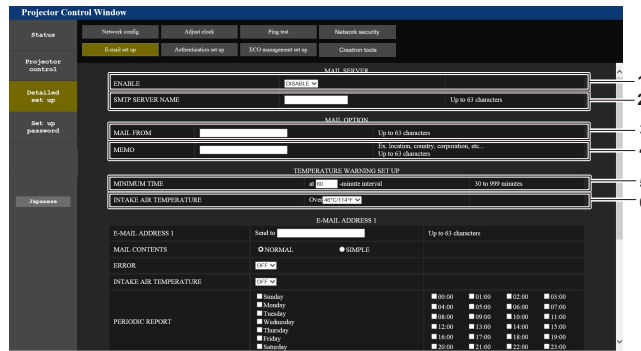 Projector Control Window
Status
Network config
Adjust clock
Ping test
Network security
E-mail set up
Authentication set up
ECO management set up
Crestron tools
Projector
control
Detailed
set up
Set up
password
Japanese
MAIL SERVER
ENABLE
DISABLE
1
SMTP SERVER NAME
Up to 63 characters
2
MAIL OPTION
MAIL FROM
Up to 63 characters
MEMO
Ex. location, country, corporation, etc...
Up to 63 characters
TEMPERATURE WARNING SET UP
MINIMUM TIME
at 60 -minute interval
30 to 999 minutes
INTAKE AIR TEMPERATURE
Over 46°C/114°F
E-MAIL ADDRESS 1
E-MAIL ADDRESS 1
Send to
Up to 63 characters
MAIL CONTENTS
NORMAL
SIMPLE
ERROR
OFF
INTAKE AIR TEMPERATURE
OFF
PERIODIC REPORT
Sunday
Monday
Tuesday
Wednesday
Thursday
Friday
Saturday
00:00 01:00 02:00 03:00
04:00 05:00 06:00 07:00
08:00 09:00 10:00 11:00
12:00 13:00 14:00 15:00
16:00 17:00 18:00 19:00
20:00 21:00 22:00 23:00